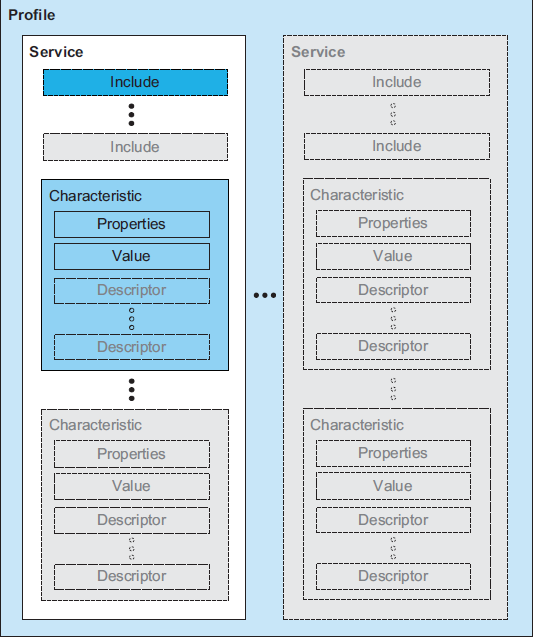 Profile
Service
Include
Include
Characteristic
Properties
Value
Descriptor
Descriptor
Characteristic
Properties
Value
Descriptor
Descriptor
Service
Include
Include
Characteristic
Properties
Value
Descriptor
Descriptor
Characteristic
Properties
Value
Descriptor
Descriptor